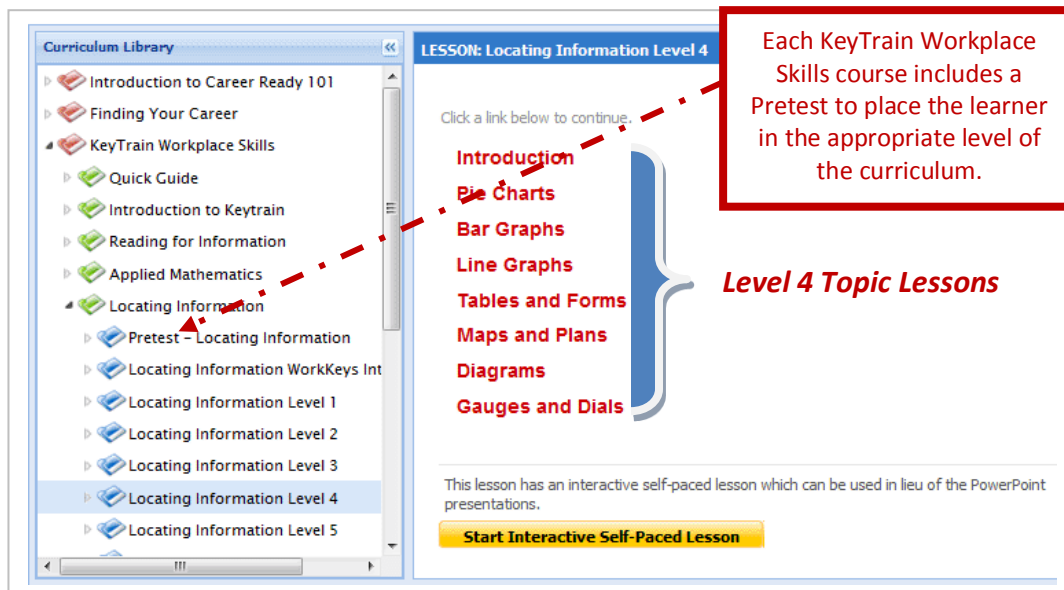 Curriculum Library
Introduction to Career Ready 101
Finding Your Career
KeyTrain Workplace Skills
Quick Guide
Introduction to Keytrain
Reading for Information
Applied Mathematics
Locating Information
Pretest – Locating Information
Locating Information WorkKeys Int
Locating Information Level 1
Locating Information Level 2
Locating Information Level 3
Locating Information Level 4
Locating Information Level 5
LESSON: Locating Information Level 4
Click a link below to continue.
Introduction
Pie Charts
Bar Graphs
Line Graphs
Tables and Forms
Maps and Plans
Diagrams
Gauges and Dials
Level 4 Topic Lessons
This lesson has an interactive self-paced lesson which can be used in lieu of the PowerPoint
presentations.
Start Interactive Self-Paced Lesson
Each KeyTrain Workplace
Skills course includes a
Pretest to place the learner
in the appropriate level of
the curriculum.